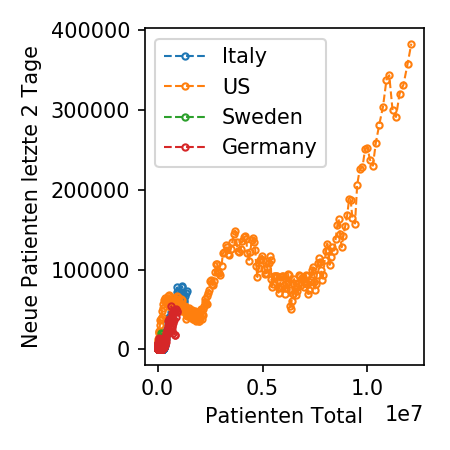 400000
300000
200000
100000
0
Neue Patienten letzte 2 Tage
Italy
US
Sweden
Germany
0.0
0.5
1.0
1e7
Patienten Total